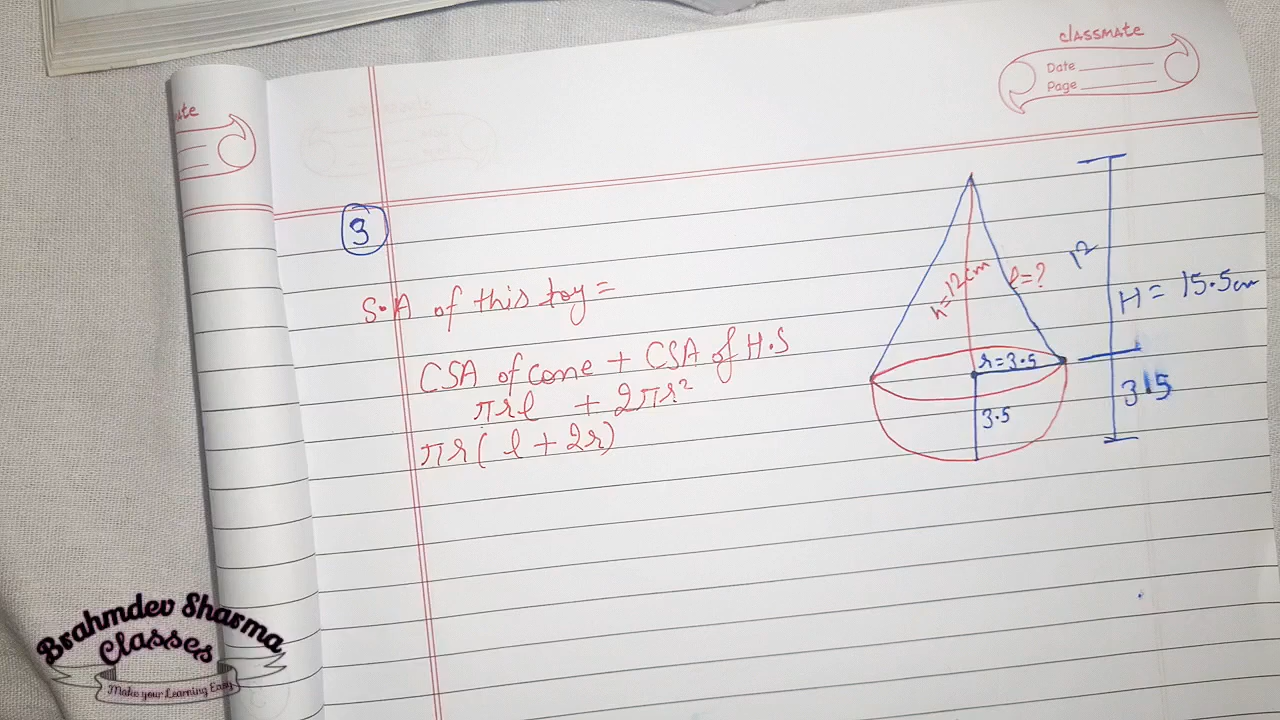 classmate
Date
Page
ate
3
S.A of this toy =
CSA of cone + CSA of H.S
πrl + 2πr²
πr( l + 2r)
h=12cm
l=?
r=3.5
3.5
12
H = 15.5cm
3.5
Brahmdev Sharma
Classes
Make your Learning Easy